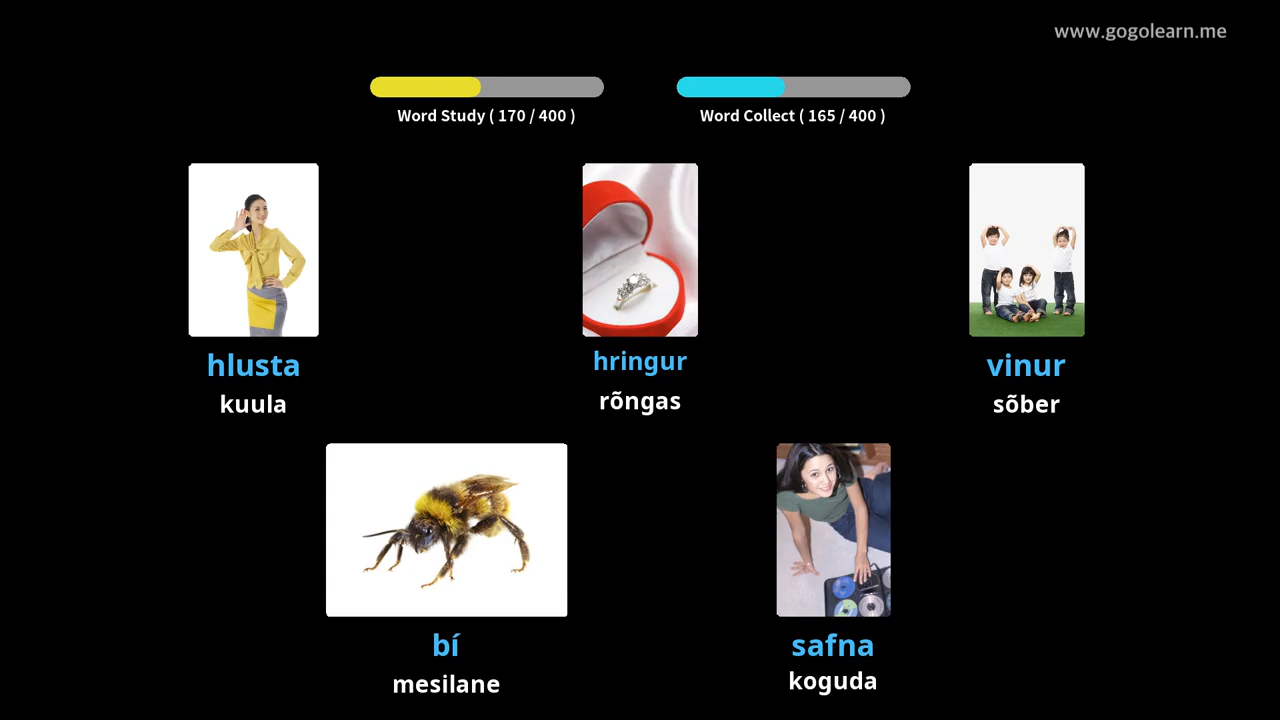 www.gogolearn.me
Word Study ( 170 / 400 )
Word Collect ( 165 / 400 )
hlusta
kuula
hringur
rõngas
vinur
sõber
bí
mesilane
safna
koguda